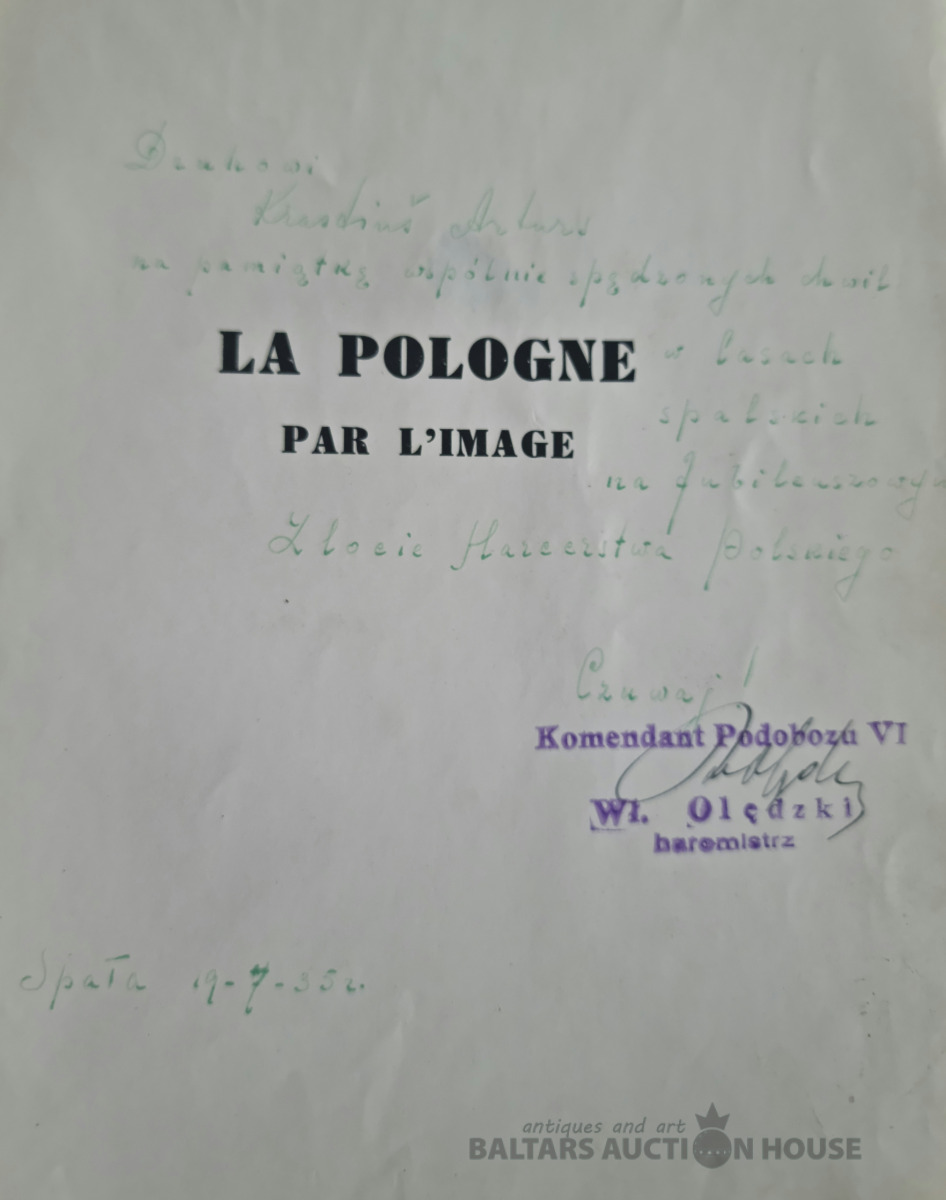 Druhowi
Krastiņš Arturs
na pamiątkę wspólnie spędzonych chwil
LA POLOGNE
w lasach
spalskich
PAR L'IMAGE
na Jubileuszowym
Zlocie Harcerstwa Polskiego
Czuwaj!
Komendant Podobozu VI
Wł. Olędzki
harcmistrz
Spała 19-7-35r.
antiques and art
BALTARS AUCTION HOUSE